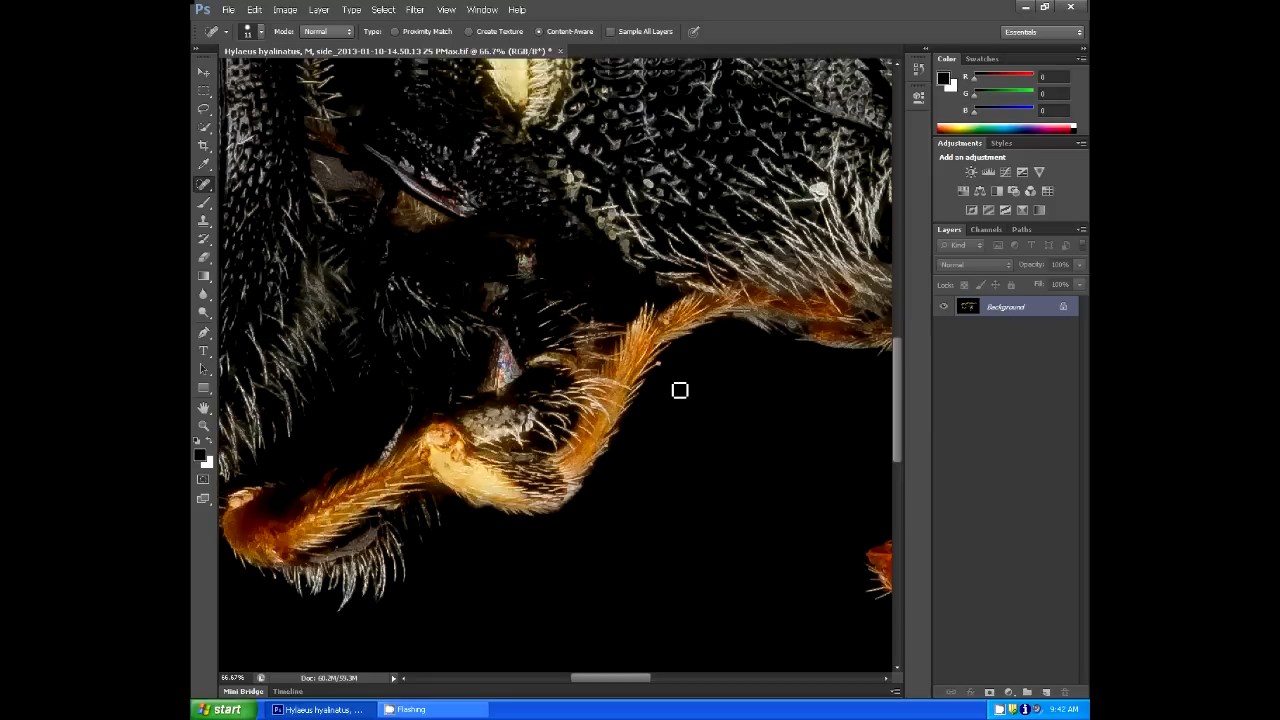 Ps File Edit Image Layer Type Select Filter View Window Help
11 Mode: Normal Type: Proximity Match Create Texture Content-Aware Sample All Layers Essentials
Hylaeus hyalinatus, M, side_2013-01-10-14.50.13 ZS PMax.tif @ 66.7% (RGB/8*) *
Color Swatches
R 0
G 0
B 0
Adjustments Styles
Add an adjustment
Layers Channels Paths
Kind
Normal Opacity: 100%
Lock: Fill: 100%
Background
66.67% Doc: 60.2M/59.3M
Mini Bridge Timeline
start Ps Hylaeus hyalinatus, ... Flashing 9:42 AM